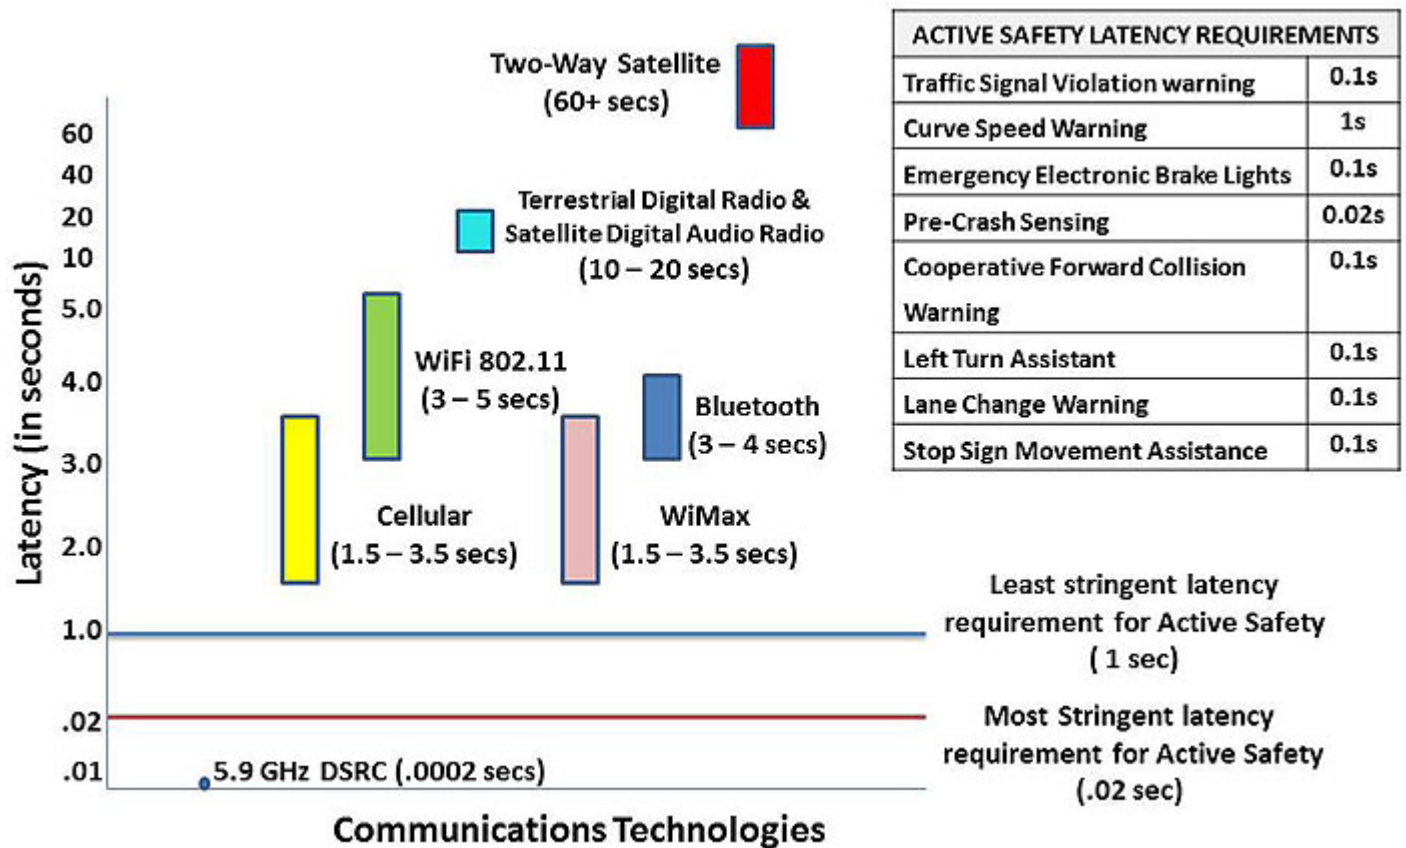 Two-Way Satellite
(60+ secs)
Terrestrial Digital Radio &
Satellite Digital Audio Radio
(10 – 20 secs)
WiFi 802.11
(3 – 5 secs)
Bluetooth
(3 – 4 secs)
Cellular
(1.5 – 3.5 secs)
WiMax
(1.5 – 3.5 secs)
5.9 GHz DSRC (.0002 secs)
Latency (in seconds)
60
40
20
10
5.0
4.0
3.0
2.0
1.0
.02
.01
Communications Technologies
ACTIVE SAFETY LATENCY REQUIREMENTS
Traffic Signal Violation warning 0.1s
Curve Speed Warning 1s
Emergency Electronic Brake Lights 0.1s
Pre-Crash Sensing 0.02s
Cooperative Forward Collision 0.1s
Warning
Left Turn Assistant 0.1s
Lane Change Warning 0.1s
Stop Sign Movement Assistance 0.1s
Least stringent latency
requirement for Active Safety
( 1 sec)
Most Stringent latency
requirement for Active Safety
(.02 sec)